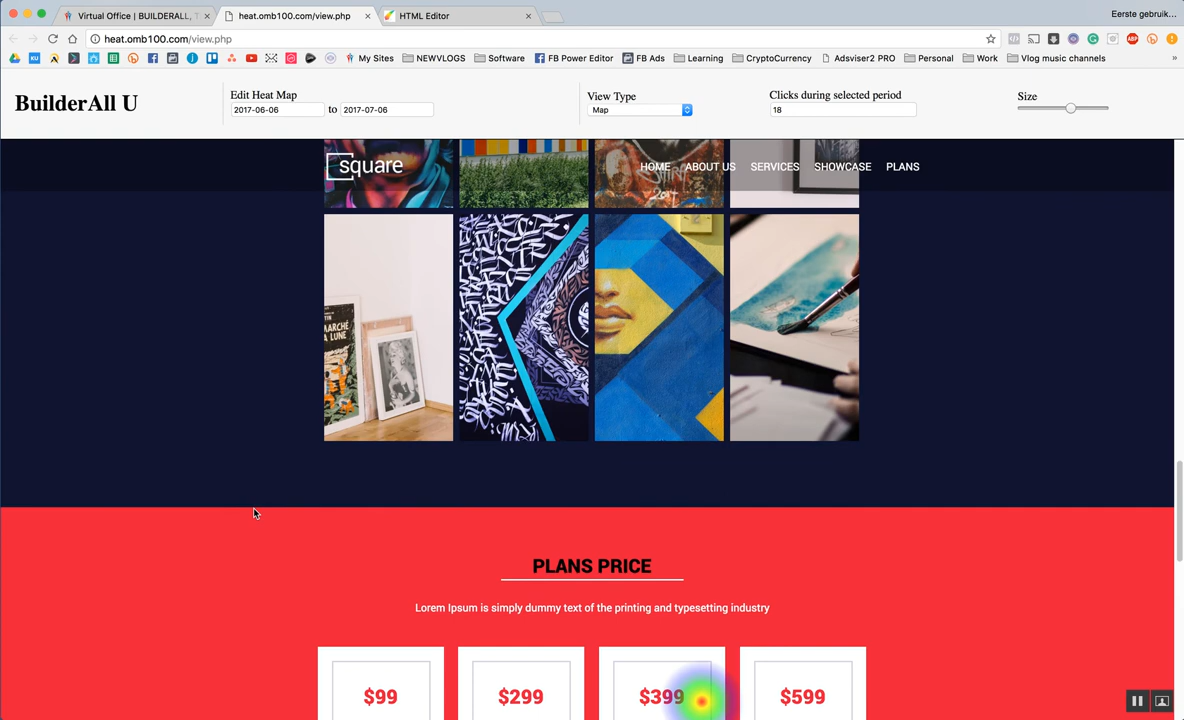 Virtual Office | BUILDERALL, T
heat.omb100.com/view.php
HTML Editor
Eerste gebruik...
heat.omb100.com/view.php
My Sites
NEWVLOGS
Software
FB Power Editor
FB Ads
Learning
CryptoCurrency
Adsviser2 PRO
Personal
Work
Vlog music channels
»
BuilderAll U
Edit Heat Map
2017-06-06 to 2017-07-06
View Type
Map
Clicks during selected period
18
Size
square
HOME ABOUT US SERVICES SHOWCASE PLANS
MARCHÉ
A LUNE
PLANS PRICE
Lorem Ipsum is simply dummy text of the printing and typesetting industry
$99 $299 $399 $599